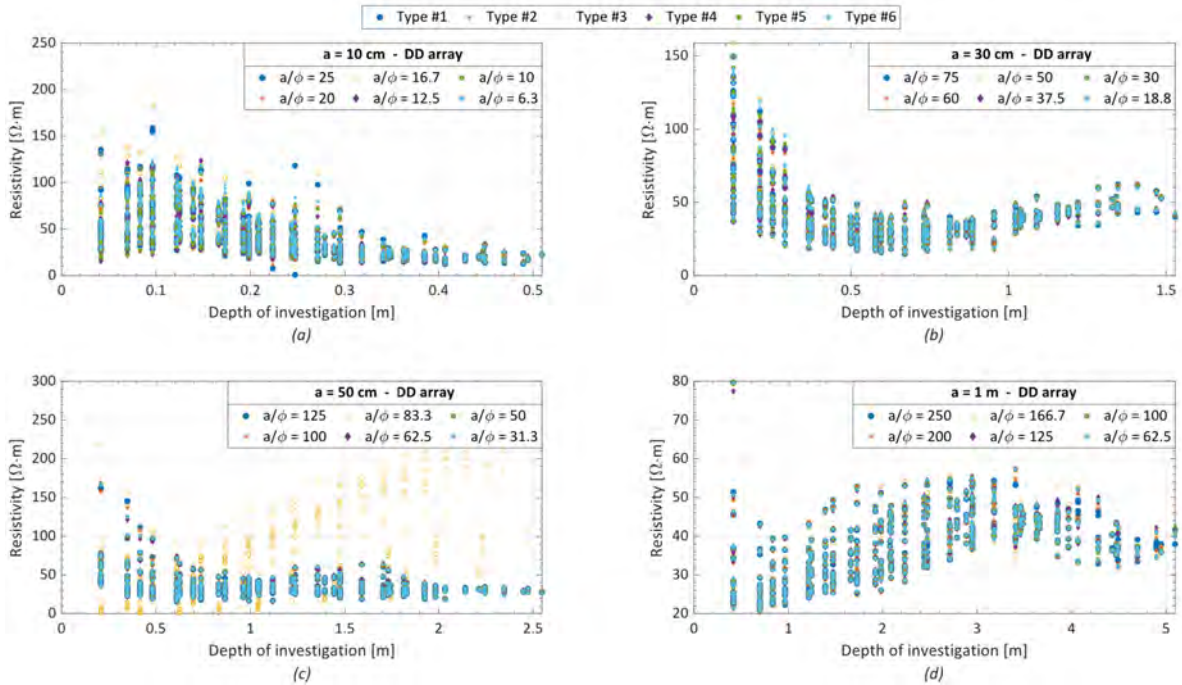 Type #1 Type #2 Type #3 Type #4 Type #5 Type #6
a = 10 cm - DD array
a/ϕ = 25 a/ϕ = 16.7 a/ϕ = 10
a/ϕ = 20 a/ϕ = 12.5 a/ϕ = 6.3
250
200
150
100
50
0
Resistivity [Ω·m]
0 0.1 0.2 0.3 0.4 0.5
Depth of investigation [m]
(a)
a = 30 cm - DD array
a/ϕ = 75 a/ϕ = 50 a/ϕ = 30
a/ϕ = 60 a/ϕ = 37.5 a/ϕ = 18.8
150
100
50
0
Resistivity [Ω·m]
0 0.5 1 1.5
Depth of investigation [m]
(b)
a = 50 cm - DD array
a/ϕ = 125 a/ϕ = 83.3 a/ϕ = 50
a/ϕ = 100 a/ϕ = 62.5 a/ϕ = 31.3
300
250
200
150
100
50
0
Resistivity [Ω·m]
0 0.5 1 1.5 2 2.5
Depth of investigation [m]
(c)
a = 1 m - DD array
a/ϕ = 250 a/ϕ = 166.7 a/ϕ = 100
a/ϕ = 200 a/ϕ = 125 a/ϕ = 62.5
80
70
60
50
40
30
20
Resistivity [Ω·m]
0 1 2 3 4 5
Depth of investigation [m]
(d)